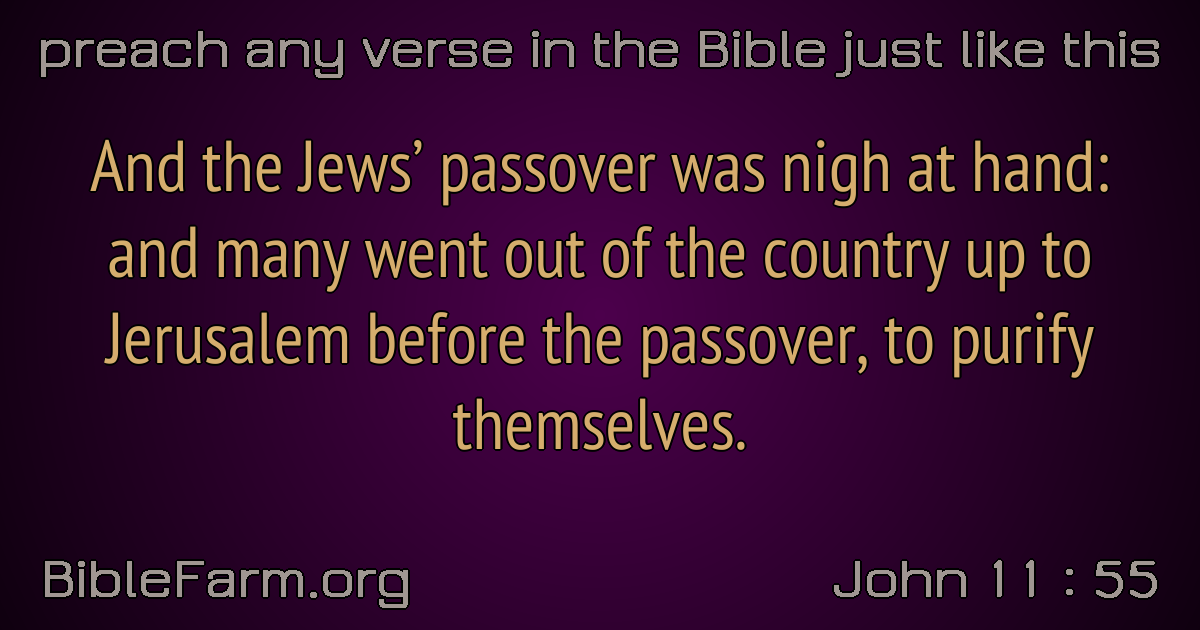 preach any verse in the Bible just like this
And the Jews’ passover was nigh at hand:
and many went out of the country up to
Jerusalem before the passover, to purify
themselves.
BibleFarm.org
John 11 : 55